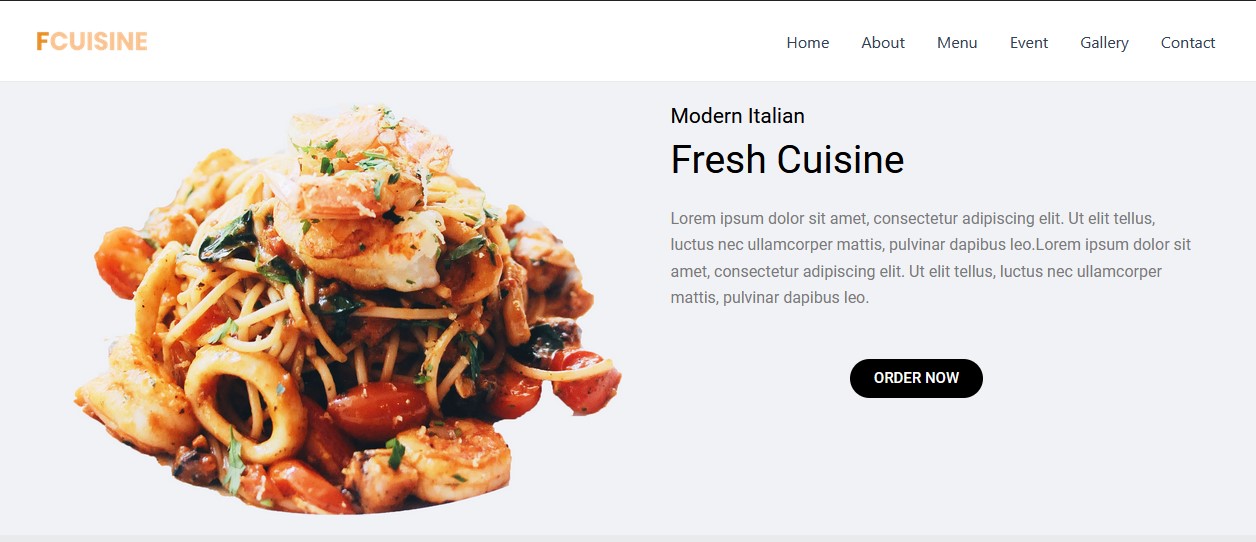 FCUISINE
Home About Menu Event Gallery Contact
Modern Italian
Fresh Cuisine
Lorem ipsum dolor sit amet, consectetur adipiscing elit. Ut elit tellus,
luctus nec ullamcorper mattis, pulvinar dapibus leo.Lorem ipsum dolor sit
amet, consectetur adipiscing elit. Ut elit tellus, luctus nec ullamcorper
mattis, pulvinar dapibus leo.
ORDER NOW